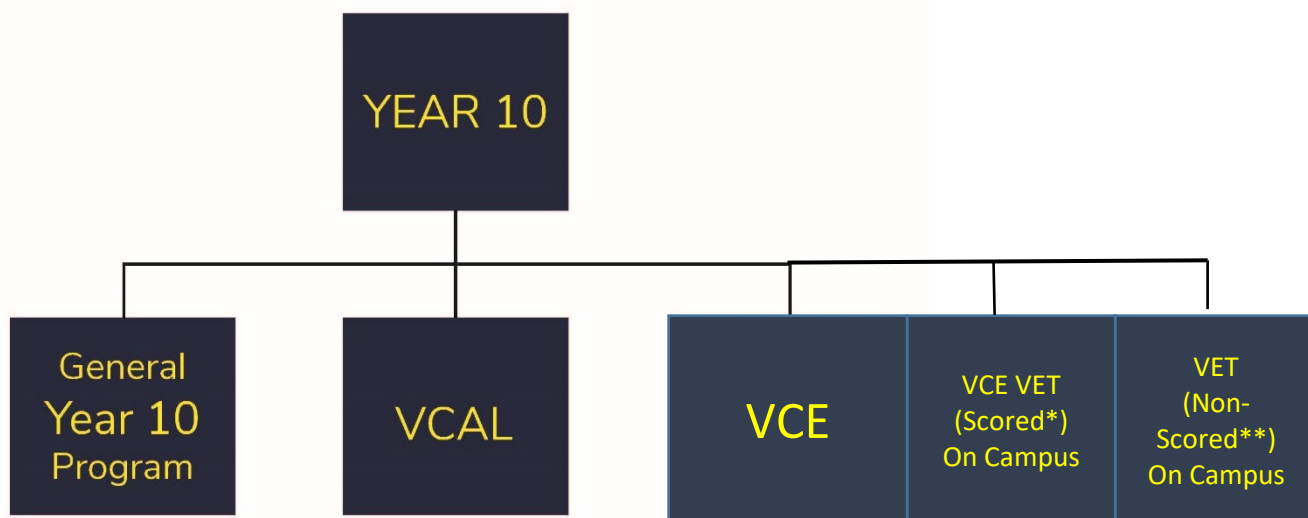 YEAR 10
General
Year 10
Program
VCAL
VCE
VCE VET
(Scored*)
On Campus
VET
(Non-
Scored**)
On Campus